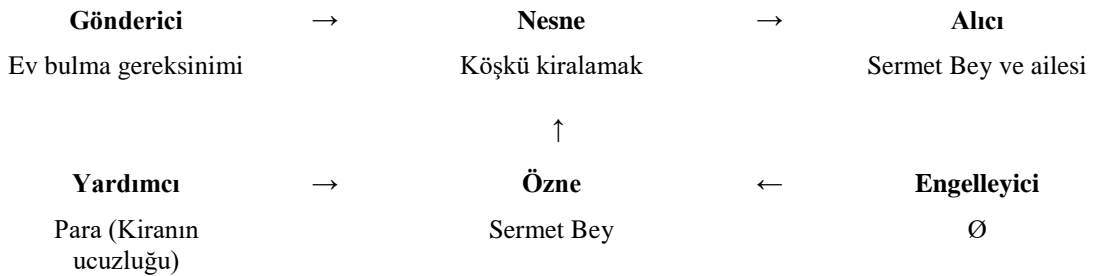 Gönderici → Nesne → Alıcı
Ev bulma gereksinimi Köşkü kiralamak Sermet Bey ve ailesi
↑
Yardımcı → Özne ← Engelleyici
Para (Kiranın Sermet Bey Ø
ucuzluğu)